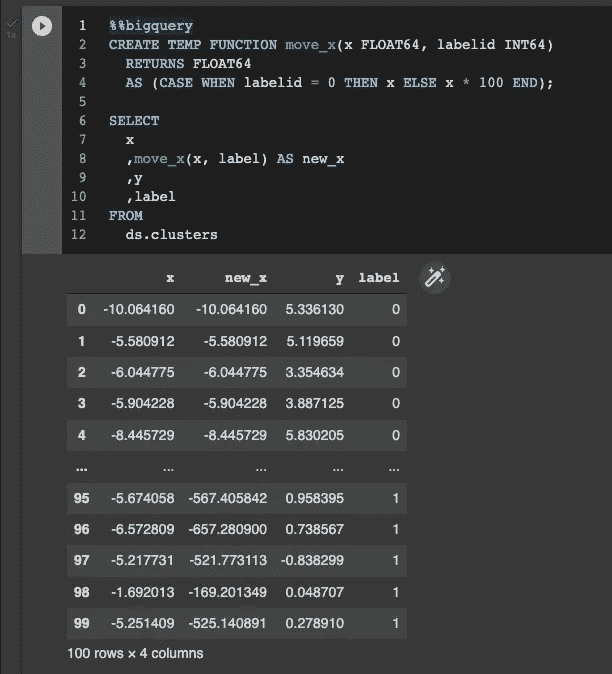 1s
1 %%bigquery
2 CREATE TEMP FUNCTION move_x(x FLOAT64, labelid INT64)
3 RETURNS FLOAT64
4 AS (CASE WHEN labelid = 0 THEN x ELSE x * 100 END);
5
6 SELECT
7 x
8 ,move_x(x, label) AS new_x
9 ,y
10 ,label
11 FROM
12 ds.clusters
x new_x y label
0 -10.064160 -10.064160 5.336130 0
1 -5.580912 -5.580912 5.119659 0
2 -6.044775 -6.044775 3.354634 0
3 -5.904228 -5.904228 3.887125 0
4 -8.445729 -8.445729 5.830205 0
... ... ... ... ...
95 -5.674058 -567.405842 0.958395 1
96 -6.572809 -657.280900 0.738567 1
97 -5.217731 -521.773113 -0.838299 1
98 -1.692013 -169.201349 0.048707 1
99 -5.251409 -525.140891 0.278910 1
100 rows × 4 columns